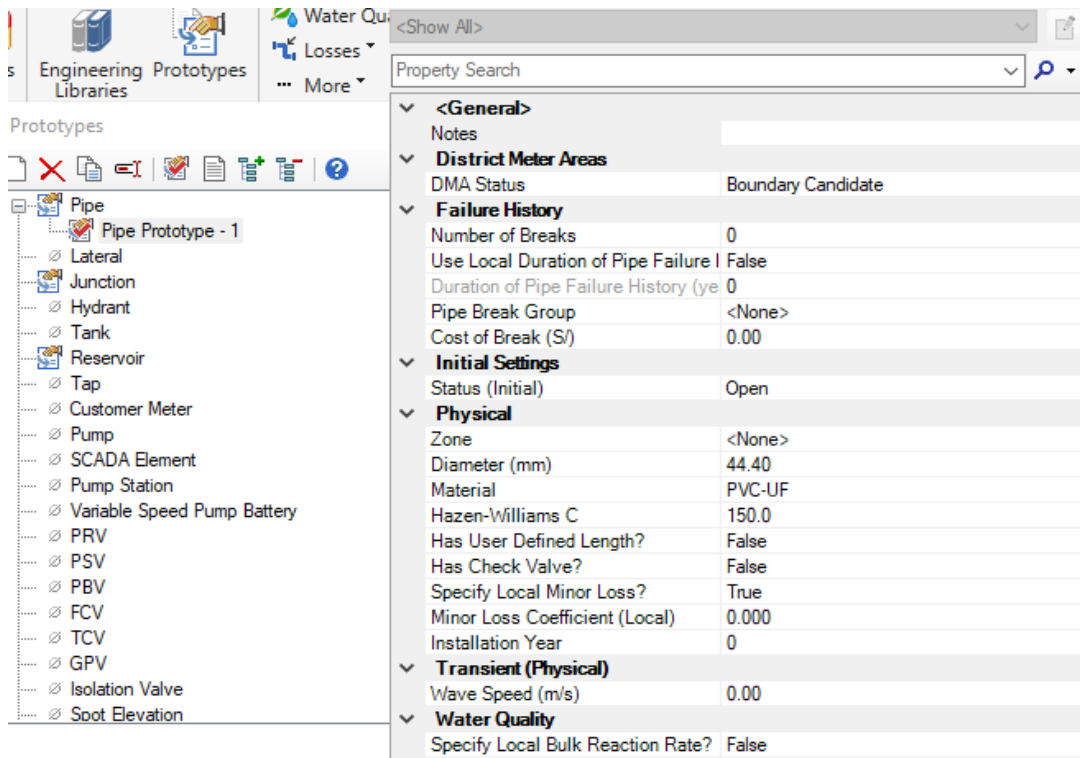 Water Qu
Losses
More
s
Engineering Libraries
Prototypes
<Show All>
Property Search
Prototypes
Pipe
Pipe Prototype - 1
Lateral
Junction
Hydrant
Tank
Reservoir
Tap
Customer Meter
Pump
SCADA Element
Pump Station
Variable Speed Pump Battery
PRV
PSV
PBV
FCV
TCV
GPV
Isolation Valve
Spot Elevation
<General>
Notes
District Meter Areas
DMA Status Boundary Candidate
Failure History
Number of Breaks 0
Use Local Duration of Pipe Failure False
Duration of Pipe Failure History (ye 0
Pipe Break Group <None>
Cost of Break (S/) 0.00
Initial Settings
Status (Initial) Open
Physical
Zone <None>
Diameter (mm) 44.40
Material PVC-UF
Hazen-Williams C 150.0
Has User Defined Length? False
Has Check Valve? False
Specify Local Minor Loss? True
Minor Loss Coefficient (Local) 0.000
Installation Year 0
Transient (Physical)
Wave Speed (m/s) 0.00
Water Quality
Specify Local Bulk Reaction Rate? False